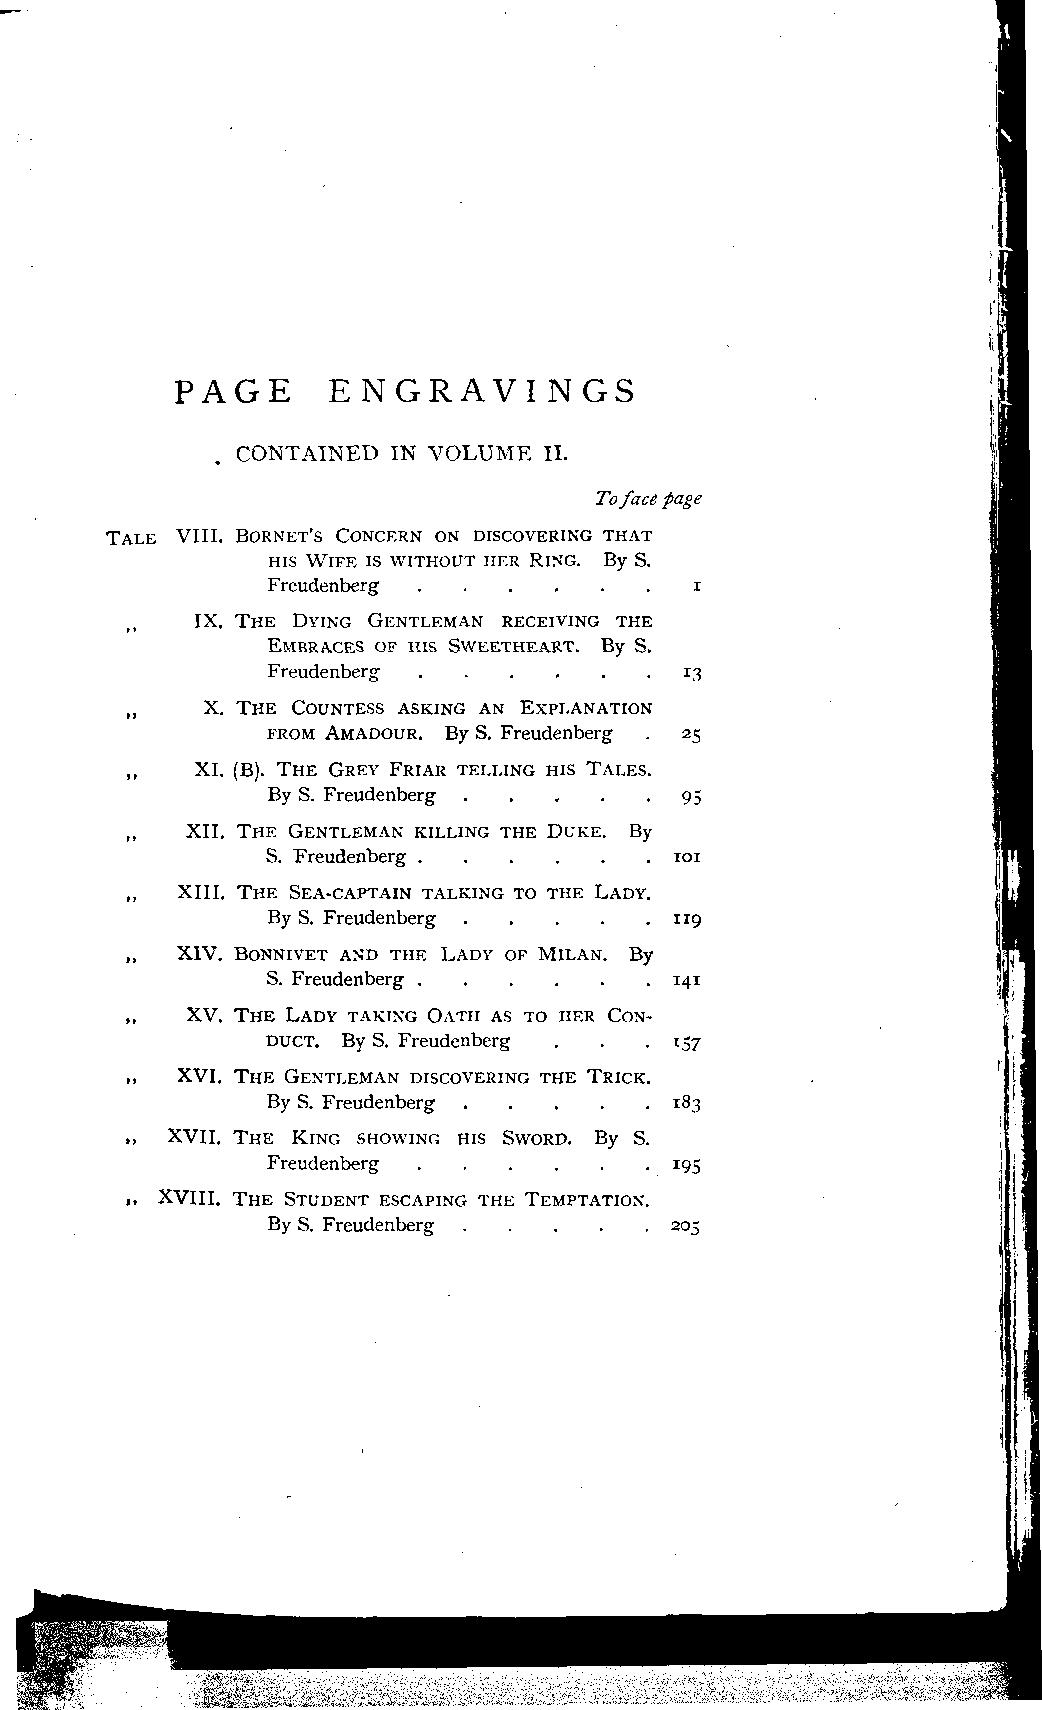 PAGE ENGRAVINGS
CONTAINED IN VOLUME II.
To face page
TALE VIII. BORNET'S CONCERN ON DISCOVERING THAT
HIS WIFE IS WITHOUT HER RING. By S.
Freudenberg . . . . . . 1
,, IX. THE DYING GENTLEMAN RECEIVING THE
EMBRACES OF HIS SWEETHEART. By S.
Freudenberg . . . . . . 13
,, X. THE COUNTESS ASKING AN EXPLANATION
FROM AMADOUR. By S. Freudenberg . 25
,, XI. (B). THE GREY FRIAR TELLING HIS TALES.
By S. Freudenberg . . . . . 95
,, XII. THE GENTLEMAN KILLING THE DUKE. By
S. Freudenberg . . . . . . 101
,, XIII. THE SEA-CAPTAIN TALKING TO THE LADY.
By S. Freudenberg . . . . . 119
,, XIV. BONNIVET AND THE LADY OF MILAN. By
S. Freudenberg . . . . . . 141
,, XV. THE LADY TAKING OATH AS TO HER CON-
DUCT. By S. Freudenberg . . . 157
,, XVI. THE GENTLEMAN DISCOVERING THE TRICK.
By S. Freudenberg . . . . . 183
,, XVII. THE KING SHOWING HIS SWORD. By S.
Freudenberg . . . . . . 195
,, XVIII. THE STUDENT ESCAPING THE TEMPTATION.
By S. Freudenberg . . . . . 205